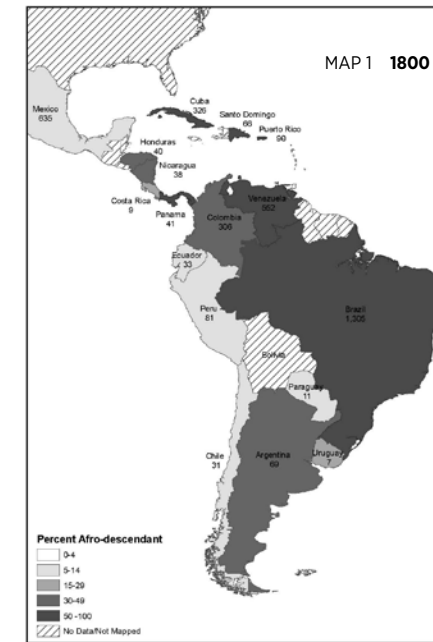 MAP 1 1800
Mexico
635
Cuba
326
Santo Domingo
66
Puerto Rico
90
Honduras
40
Nicaragua
38
Costa Rica
9
Panama
41
Venezuela
Colombia
Ecuador
33
Peru
81
Brazil
Bolivia
Paraguay
11
Chile
31
Argentina
69
Uruguay
7
Percent Afro-descendant
0-4
5-14
15-29
30-49
50-100
No Data/Not Mapped